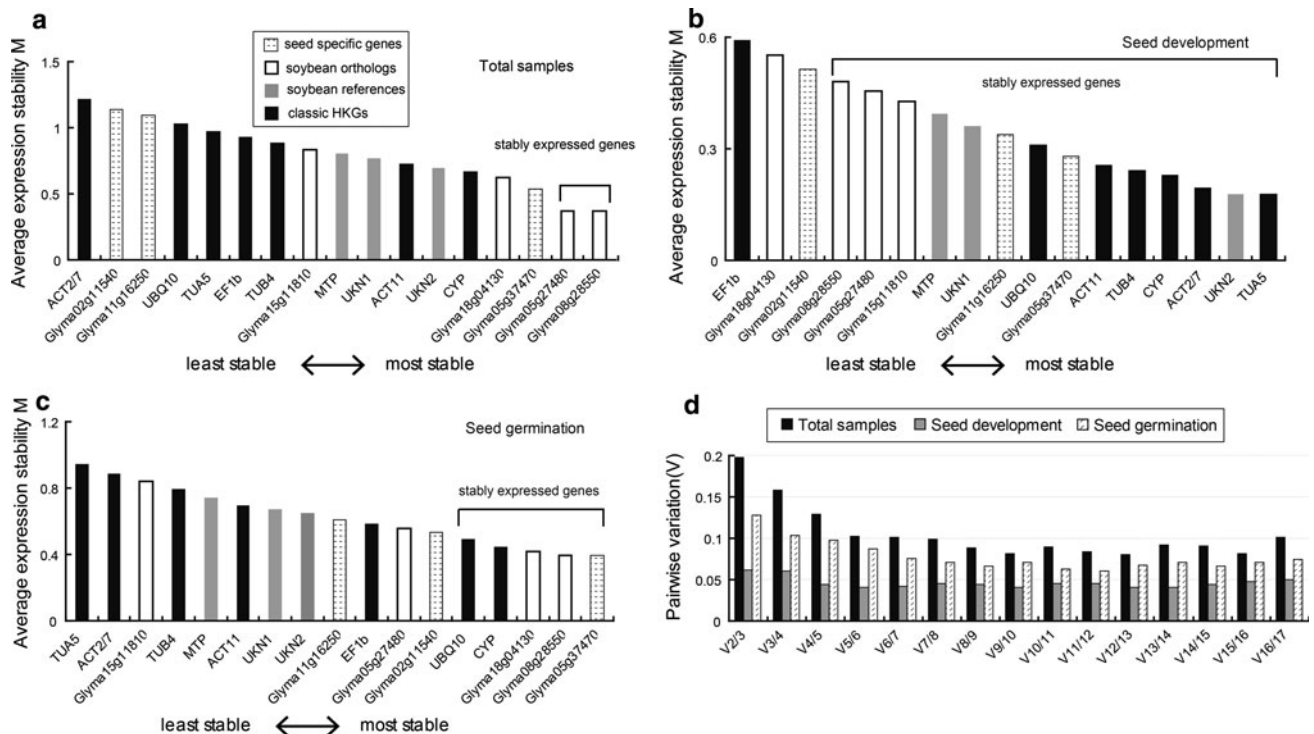 a
Average expression stability M
1.5
1
0.5
0
seed specific genes
soybean orthologs
soybean references
classic HKGs
Total samples
stably expressed genes
ACT2/7
Glyma02g11540
Glyma11g16250
UBQ10
TUA5
EF1b
TUB4
Glyma15g11810
MTP
UKN1
ACT11
UKN2
CYP
Glyma18g04130
Glyma05g37470
Glyma05g27480
Glyma08g28550
least stable
most stable
b
Average expression stability M
0.6
0.3
0
Seed development
stably expressed genes
EF1b
Glyma18g04130
Glyma02g11540
Glyma08g28550
Glyma05g27480
Glyma15g11810
MTP
UKN1
Glyma11g16250
UBQ10
Glyma05g37470
ACT11
TUB4
CYP
ACT2/7
UKN2
TUA5
least stable
most stable
c
Average expression stability M
1.2
0.8
0.4
0
Seed germination
stably expressed genes
TUA5
ACT2/7
Glyma15g11810
TUB4
MTP
ACT11
UKN1
UKN2
Glyma11g16250
EF1b
Glyma05g27480
Glyma02g11540
UBQ10
CYP
Glyma18g04130
Glyma08g28550
Glyma05g37470
least stable
most stable
d
Total samples
Seed development
Seed germination
Pairwise variation(V)
0.2
0.15
0.1
0.05
0
V2/3
V3/4
V4/5
V5/6
V6/7
V7/8
V8/9
V9/10
V10/11
V11/12
V12/13
V13/14
V14/15
V15/16
V16/17